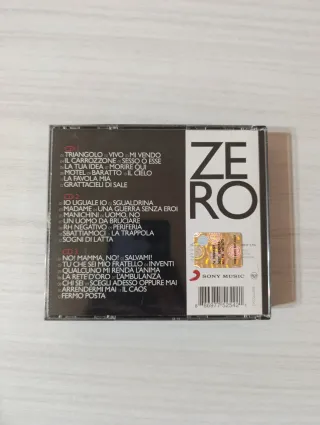 TRIANGOLO VIVO MI VENDO
IL CARROZZONE SESSO O ESSE
LA TUA IDEA MORIRE QUI
MOTEL BARATTO IL CIELO
LA FAVOLA MIA
GRATTACIELI DI SALE
IO UGUALE IO SGUALDRINA
MADAME UNA GUERRA SENZA EROI
MANICHINI UOMO, NO
UN UOMO DA BRUCIARE
RH NEGATIVO PERIFERIA
SBATTIAMOCI LA TRAPPOLA
SOGNI DI LATTA
NO! MAMMA, NO! SALVAMI!
TU CHE SEI MIO FRATELLO INVENTI
QUALCUNO MI RENDA L'ANIMA
LA RETE D'ORO L'AMBULANZA
CHI SEI SCEGLI ADESSO OPPURE MAI
ARRENDERMI MAI IL CAOS
FERMO POSTA
ZE
RO
SONY MUSIC